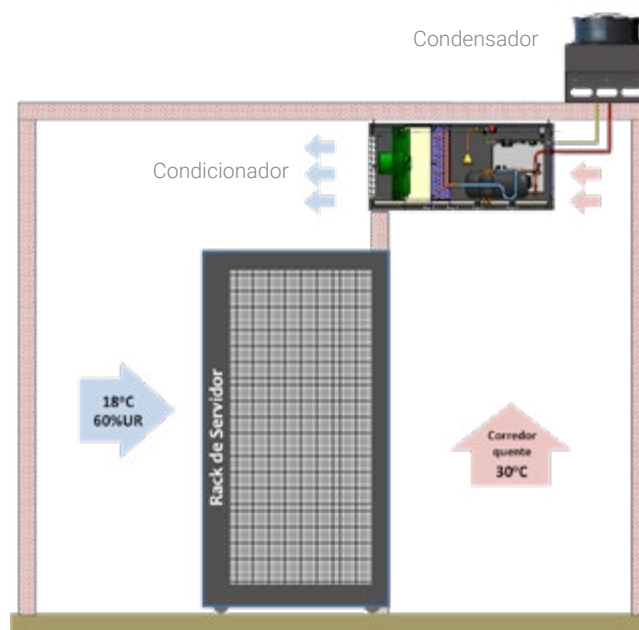 Condensador
Condicionador
18°C
60%UR
Rack de Servidor
Corredor
quente
30°C